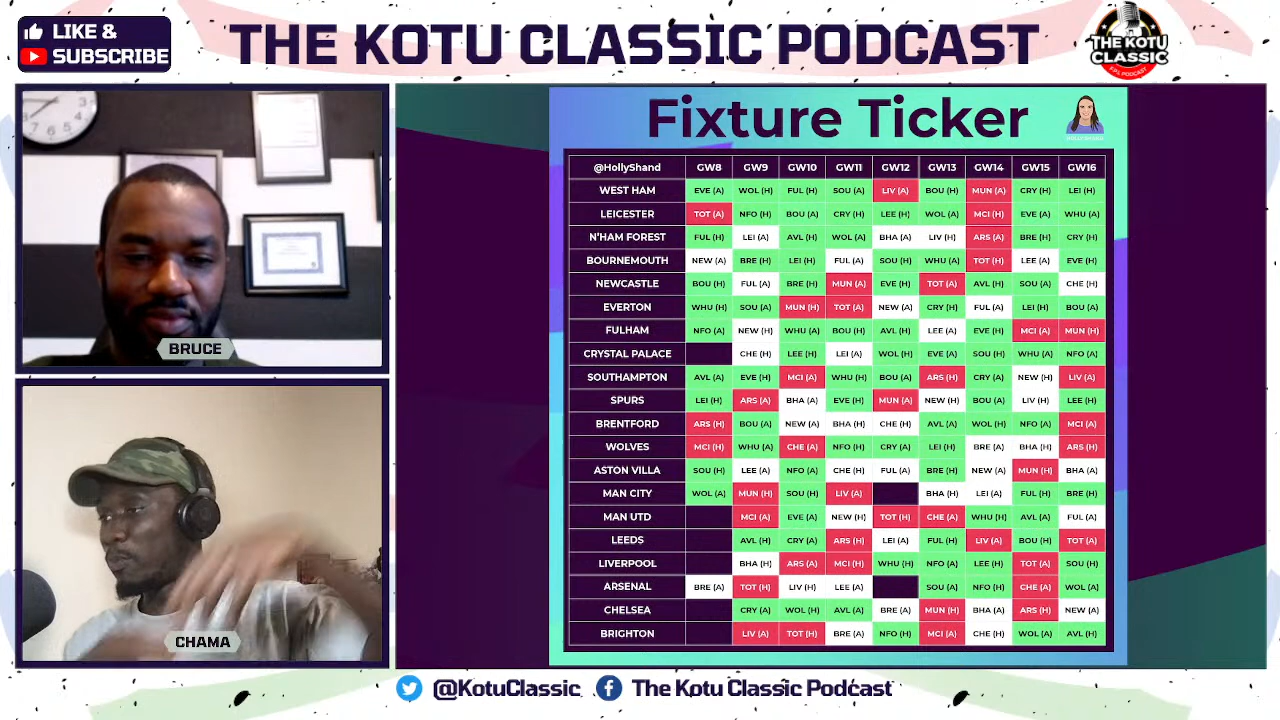 LIKE &
SUBSCRIBE
THE KOTU CLASSIC PODCAST
THE KOTU
CLASSIC
FPL PODCAST
Fixture Ticker
@HollyShand GW8 GW9 GW10 GW11 GW12 GW13 GW14 GW15 GW16
WEST HAM EVE (A) WOL (H) FUL (H) SOU (A) LIV (A) BOU (H) MUN (A) CRY (H) LEI (H)
LEICESTER TOT (A) NFO (H) BOU (A) CRY (H) LEE (H) WOL (A) MCI (H) EVE (A) WHU (A)
N'HAM FOREST FUL (H) LEI (A) AVL (H) WOL (A) BHA (A) LIV (H) ARS (A) BRE (H) CRY (H)
BOURNEMOUTH NEW (A) BRE (H) LEI (H) FUL (A) SOU (H) WHU (A) TOT (H) LEE (A) EVE (H)
NEWCASTLE BOU (H) FUL (A) BRE (H) MUN (A) EVE (H) TOT (A) AVL (H) SOU (A) CHE (H)
EVERTON WHU (H) SOU (A) MUN (H) TOT (A) NEW (A) CRY (H) FUL (A) LEI (H) BOU (A)
FULHAM NFO (A) NEW (H) WHU (A) BOU (H) AVL (H) LEE (A) EVE (H) MCI (A) MUN (H)
CRYSTAL PALACE CHE (H) LEE (H) LEI (A) WOL (H) EVE (A) SOU (H) WHU (A) NFO (A)
SOUTHAMPTON AVL (A) EVE (H) MCI (A) WHU (H) BOU (A) ARS (H) CRY (A) NEW (H) LIV (A)
SPURS LEI (H) ARS (A) BHA (A) EVE (H) MUN (A) NEW (H) BOU (A) LIV (H) LEE (H)
BRENTFORD ARS (H) BOU (A) NEW (A) BHA (H) CHE (H) AVL (A) WOL (H) NFO (A) MCI (A)
WOLVES MCI (H) WHU (A) CHE (A) NFO (H) CRY (A) LEI (H) BRE (A) BHA (H) ARS (H)
ASTON VILLA SOU (H) LEE (A) NFO (A) CHE (H) FUL (A) BRE (H) NEW (A) MUN (H) BHA (A)
MAN CITY WOL (A) MUN (H) SOU (H) LIV (A) BHA (H) LEI (A) FUL (H) BRE (H)
MAN UTD MCI (A) EVE (A) NEW (H) TOT (H) CHE (A) WHU (H) AVL (A) FUL (A)
LEEDS AVL (H) CRY (A) ARS (H) LEI (A) FUL (H) LIV (A) BOU (H) TOT (A)
LIVERPOOL BHA (H) ARS (A) MCI (H) WHU (H) NFO (A) LEE (H) TOT (A) SOU (H)
ARSENAL BRE (A) TOT (H) LIV (H) LEE (A) SOU (A) NFO (H) CHE (A) WOL (A)
CHELSEA CRY (A) WOL (H) AVL (A) BRE (A) MUN (H) BHA (A) ARS (H) NEW (A)
BRIGHTON LIV (A) TOT (H) BRE (A) NFO (H) MCI (A) CHE (H) WOL (A) AVL (H)
BRUCE
CHAMA
@KotuClassic The Kotu Classic Podcast